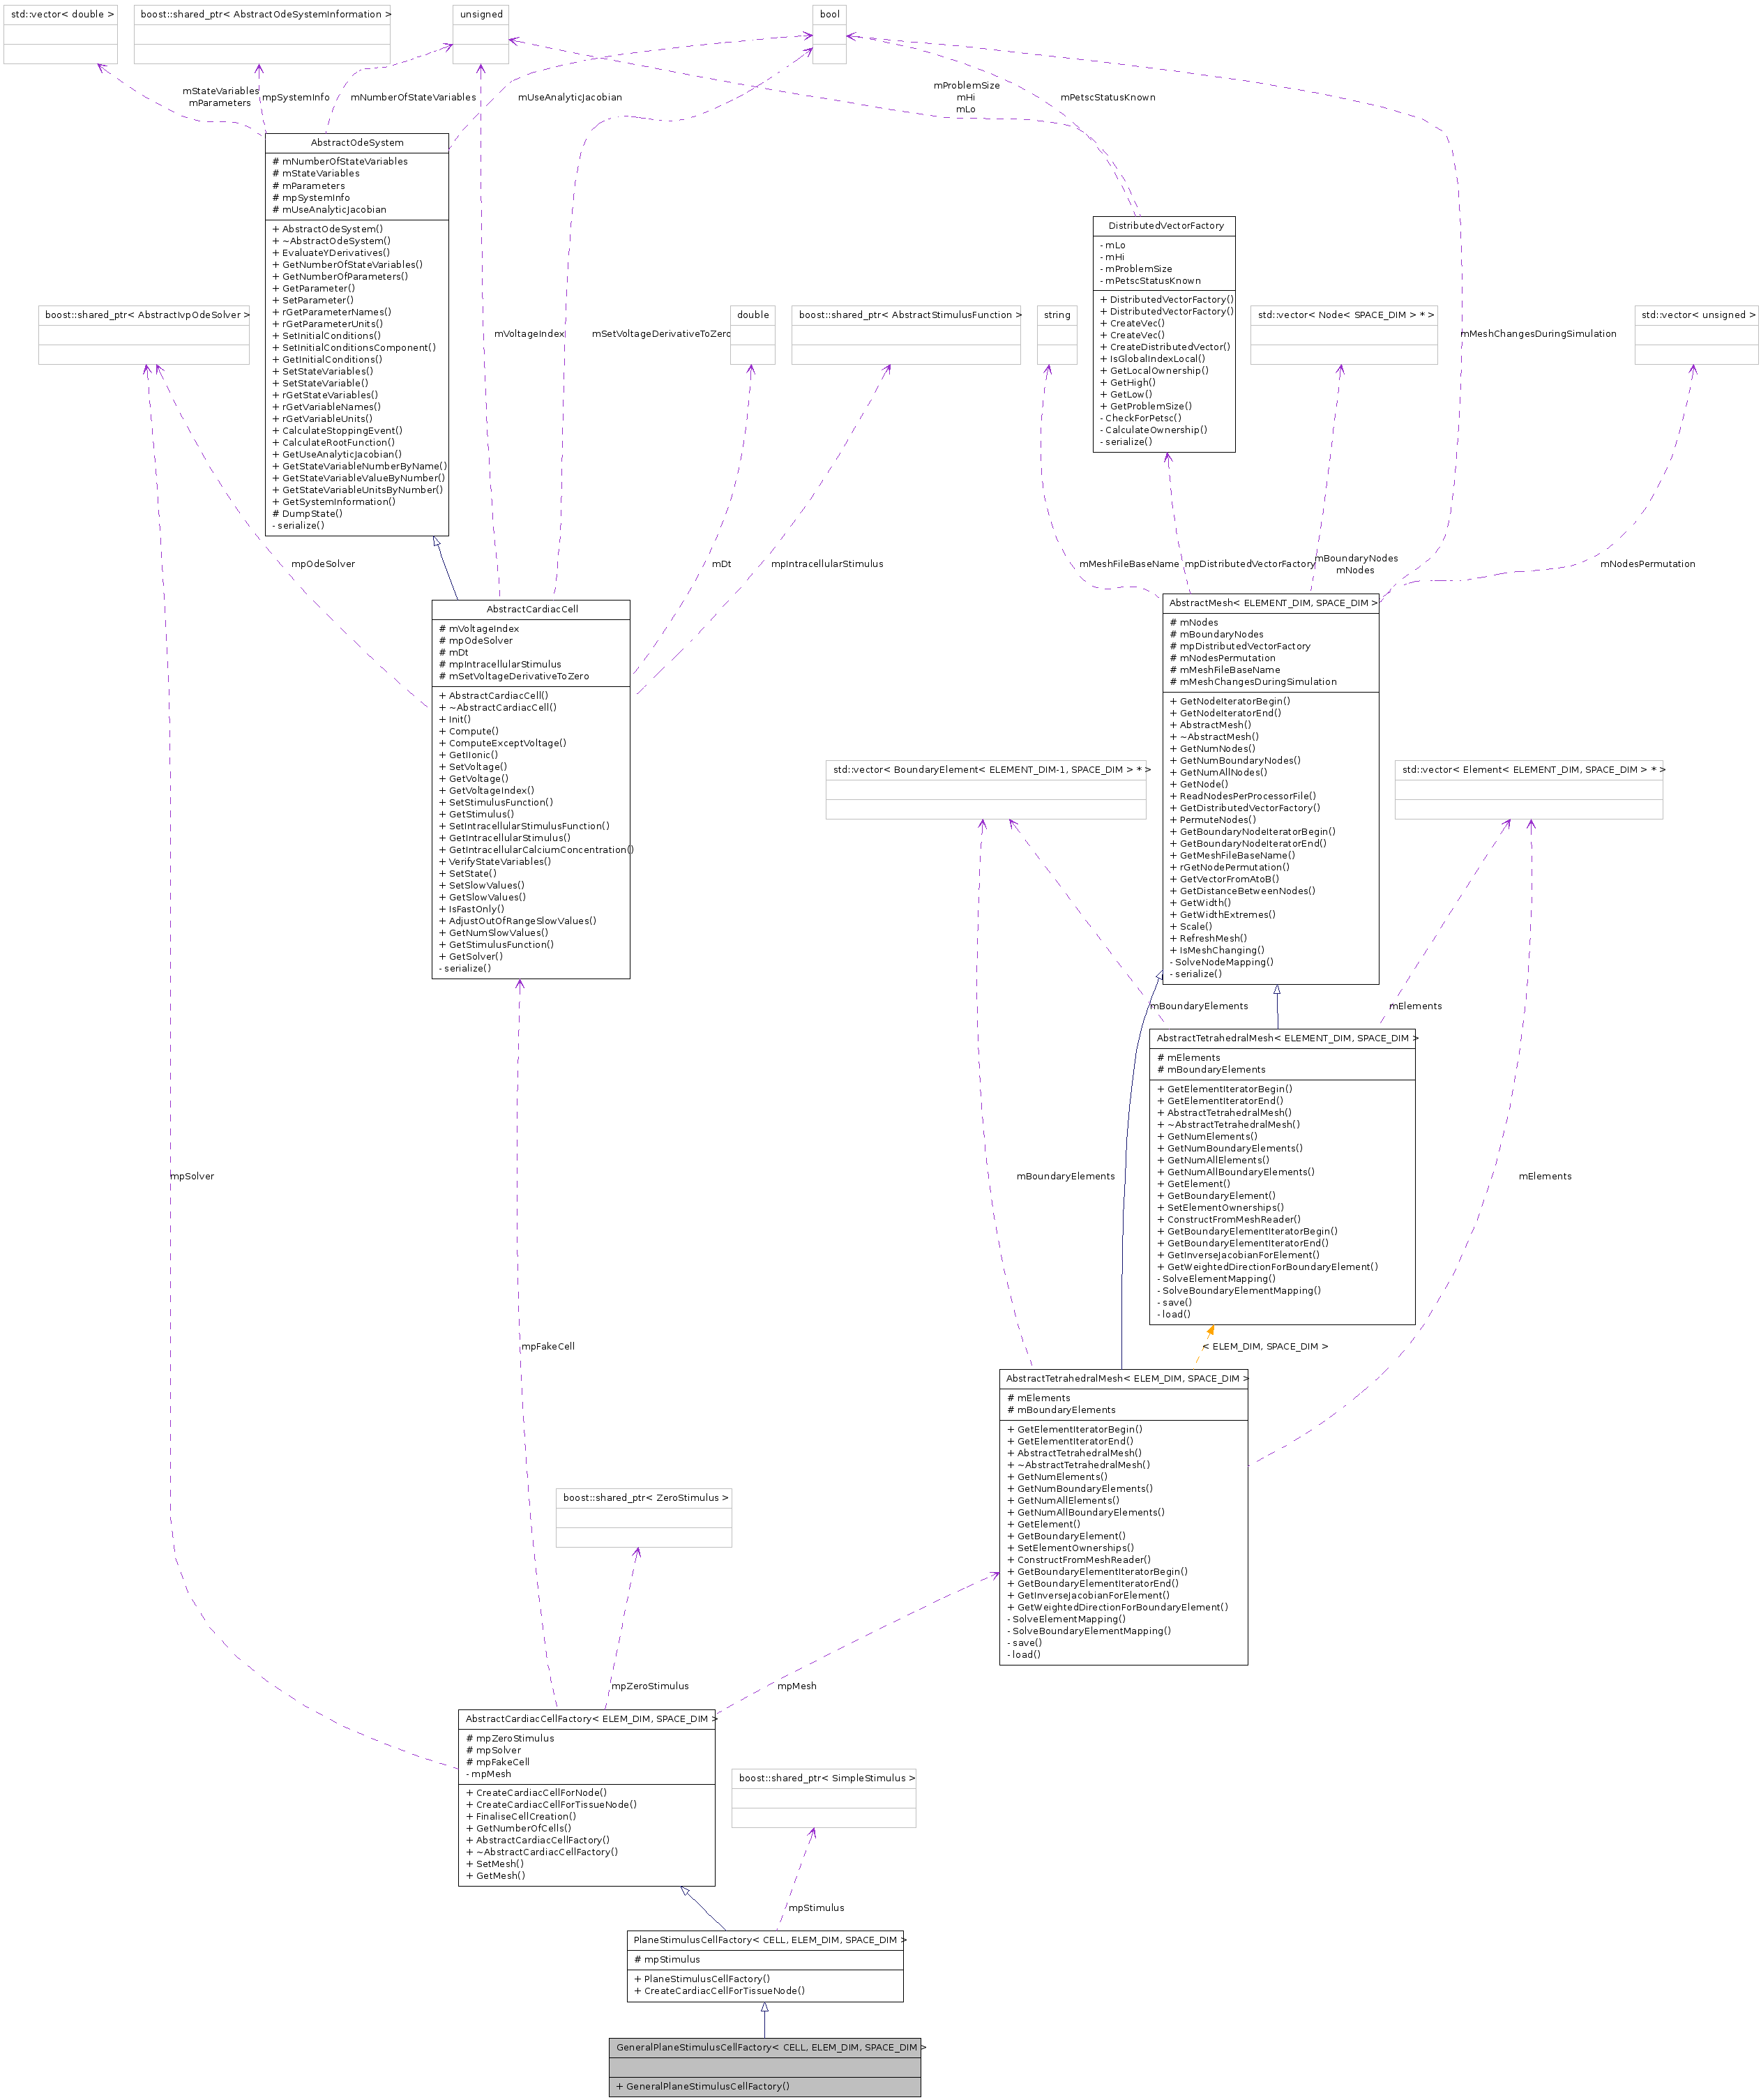 std::vector< double >
boost::shared_ptr< AbstractOdeSystemInformation >
unsigned
bool
mStateVariables
mParameters
mpSystemInfo
mNumberOfStateVariables
mUseAnalyticJacobian
mProblemSize
mHi
mLo
mPetscStatusKnown
AbstractOdeSystem
# mNumberOfStateVariables
# mStateVariables
# mParameters
# mpSystemInfo
# mUseAnalyticJacobian
+ AbstractOdeSystem()
+ ~AbstractOdeSystem()
+ EvaluateYDerivatives()
+ GetNumberOfStateVariables()
+ GetNumberOfParameters()
+ GetParameter()
+ SetParameter()
+ rGetParameterNames()
+ rGetParameterUnits()
+ SetInitialConditions()
+ SetInitialConditionsComponent()
+ GetInitialConditions()
+ SetStateVariables()
+ SetStateVariable()
+ rGetStateVariables()
+ rGetVariableNames()
+ rGetVariableUnits()
+ CalculateStoppingEvent()
+ CalculateRootFunction()
+ GetUseAnalyticJacobian()
+ GetStateVariableNumberByName()
+ GetStateVariableValueByNumber()
+ GetStateVariableUnitsByNumber()
+ GetSystemInformation()
# DumpState()
- serialize()
DistributedVectorFactory
- mLo
- mHi
- mProblemSize
- mPetscStatusKnown
+ DistributedVectorFactory()
+ DistributedVectorFactory()
+ CreateVec()
+ CreateVec()
+ CreateDistributedVector()
+ IsGlobalIndexLocal()
+ GetLocalOwnership()
+ GetHigh()
+ GetLow()
+ GetProblemSize()
- CheckForPetsc()
- CalculateOwnership()
- serialize()
boost::shared_ptr< AbstractIvpOdeSolver >
double
boost::shared_ptr< AbstractStimulusFunction >
string
std::vector< Node< SPACE_DIM > * >
std::vector< unsigned >
mVoltageIndex
mSetVoltageDerivativeToZero
mMeshChangesDuringSimulation
mpOdeSolver
mDt
mpIntracellularStimulus
mMeshFileBaseName
mpDistributedVectorFactory
mBoundaryNodes
mNodes
mNodesPermutation
AbstractCardiacCell
# mVoltageIndex
# mpOdeSolver
# mDt
# mpIntracellularStimulus
# mSetVoltageDerivativeToZero
+ AbstractCardiacCell()
+ ~AbstractCardiacCell()
+ Init()
+ Compute()
+ ComputeExceptVoltage()
+ GetIIonic()
+ SetVoltage()
+ GetVoltage()
+ GetVoltageIndex()
+ SetStimulusFunction()
+ GetStimulus()
+ SetIntracellularStimulusFunction()
+ GetIntracellularStimulus()
+ GetIntracellularCalciumConcentration()
+ VerifyStateVariables()
+ SetState()
+ SetSlowValues()
+ GetSlowValues()
+ IsFastOnly()
+ AdjustOutOfRangeSlowValues()
+ GetNumSlowValues()
+ GetStimulusFunction()
+ GetSolver()
- serialize()
AbstractMesh< ELEMENT_DIM, SPACE_DIM >
# mNodes
# mBoundaryNodes
# mpDistributedVectorFactory
# mNodesPermutation
# mMeshFileBaseName
# mMeshChangesDuringSimulation
+ GetNodeIteratorBegin()
+ GetNodeIteratorEnd()
+ AbstractMesh()
+ ~AbstractMesh()
+ GetNumNodes()
+ GetNumBoundaryNodes()
+ GetNumAllNodes()
+ GetNode()
+ ReadNodesPerProcessorFile()
+ GetDistributedVectorFactory()
+ PermuteNodes()
+ GetBoundaryNodeIteratorBegin()
+ GetBoundaryNodeIteratorEnd()
+ GetMeshFileBaseName()
+ rGetNodePermutation()
+ GetVectorFromAtoB()
+ GetDistanceBetweenNodes()
+ GetWidth()
+ GetWidthExtremes()
+ Scale()
+ RefreshMesh()
+ IsMeshChanging()
- SolveNodeMapping()
- serialize()
std::vector< BoundaryElement< ELEMENT_DIM-1, SPACE_DIM > * >
std::vector< Element< ELEMENT_DIM, SPACE_DIM > * >
mBoundaryElements
mElements
AbstractTetrahedralMesh< ELEMENT_DIM, SPACE_DIM >
# mElements
# mBoundaryElements
+ GetElementIteratorBegin()
+ GetElementIteratorEnd()
+ AbstractTetrahedralMesh()
+ ~AbstractTetrahedralMesh()
+ GetNumElements()
+ GetNumBoundaryElements()
+ GetNumAllElements()
+ GetNumAllBoundaryElements()
+ GetElement()
+ GetBoundaryElement()
+ SetElementOwnerships()
+ ConstructFromMeshReader()
+ GetBoundaryElementIteratorBegin()
+ GetBoundaryElementIteratorEnd()
+ GetInverseJacobianForElement()
+ GetWeightedDirectionForBoundaryElement()
- SolveElementMapping()
- SolveBoundaryElementMapping()
- save()
- load()
mpSolver
mBoundaryElements
mElements
mpFakeCell
< ELEM_DIM, SPACE_DIM >
AbstractTetrahedralMesh< ELEM_DIM, SPACE_DIM >
# mElements
# mBoundaryElements
+ GetElementIteratorBegin()
+ GetElementIteratorEnd()
+ AbstractTetrahedralMesh()
+ ~AbstractTetrahedralMesh()
+ GetNumElements()
+ GetNumBoundaryElements()
+ GetNumAllElements()
+ GetNumAllBoundaryElements()
+ GetElement()
+ GetBoundaryElement()
+ SetElementOwnerships()
+ ConstructFromMeshReader()
+ GetBoundaryElementIteratorBegin()
+ GetBoundaryElementIteratorEnd()
+ GetInverseJacobianForElement()
+ GetWeightedDirectionForBoundaryElement()
- SolveElementMapping()
- SolveBoundaryElementMapping()
- save()
- load()
boost::shared_ptr< ZeroStimulus >
mpZeroStimulus
mpMesh
AbstractCardiacCellFactory< ELEM_DIM, SPACE_DIM >
# mpZeroStimulus
# mpSolver
# mpFakeCell
- mpMesh
+ CreateCardiacCellForNode()
+ CreateCardiacCellForTissueNode()
+ FinaliseCellCreation()
+ GetNumberOfCells()
+ AbstractCardiacCellFactory()
+ ~AbstractCardiacCellFactory()
+ SetMesh()
+ GetMesh()
boost::shared_ptr< SimpleStimulus >
mpStimulus
PlaneStimulusCellFactory< CELL, ELEM_DIM, SPACE_DIM >
# mpStimulus
+ PlaneStimulusCellFactory()
+ CreateCardiacCellForTissueNode()
GeneralPlaneStimulusCellFactory< CELL, ELEM_DIM, SPACE_DIM >
+ GeneralPlaneStimulusCellFactory()